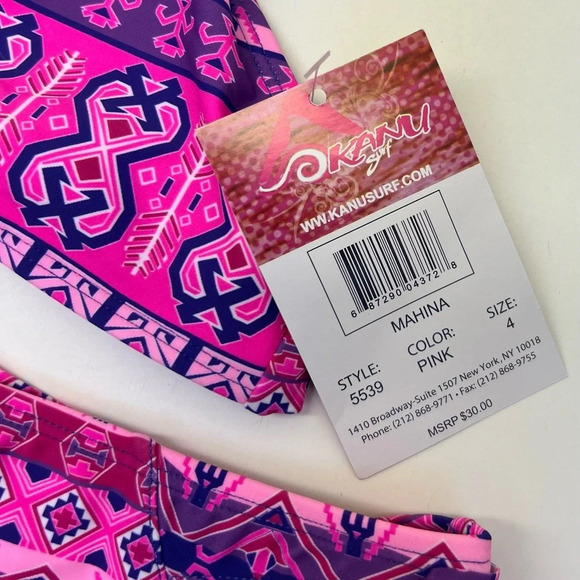 KANU
surf
WWW.KANUSURF.COM
8 87290 04372 8
MAHINA
STYLE:
5539
COLOR:
PINK
SIZE:
4
1410 Broadway-Suite 1507 New York, NY 10018
Phone: (212) 868-9771 • Fax: (212) 868-9755
MSRP $30.00